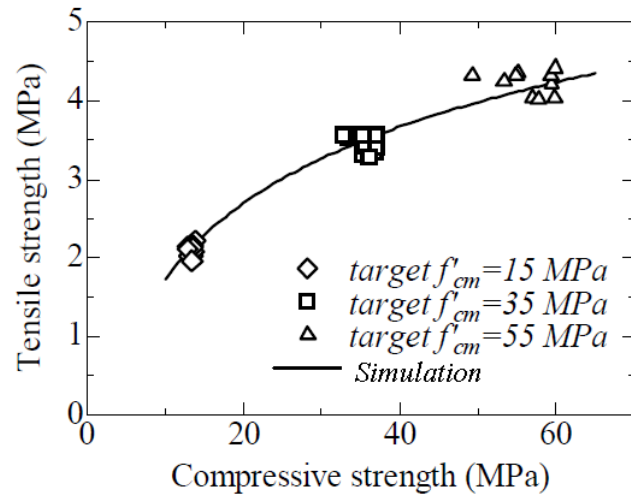 5
4
3
2
1
0
Tensile strength (MPa)
target f'cm=15 MPa
target f'cm=35 MPa
target f'cm=55 MPa
Simulation
0 20 40 60
Compressive strength (MPa)